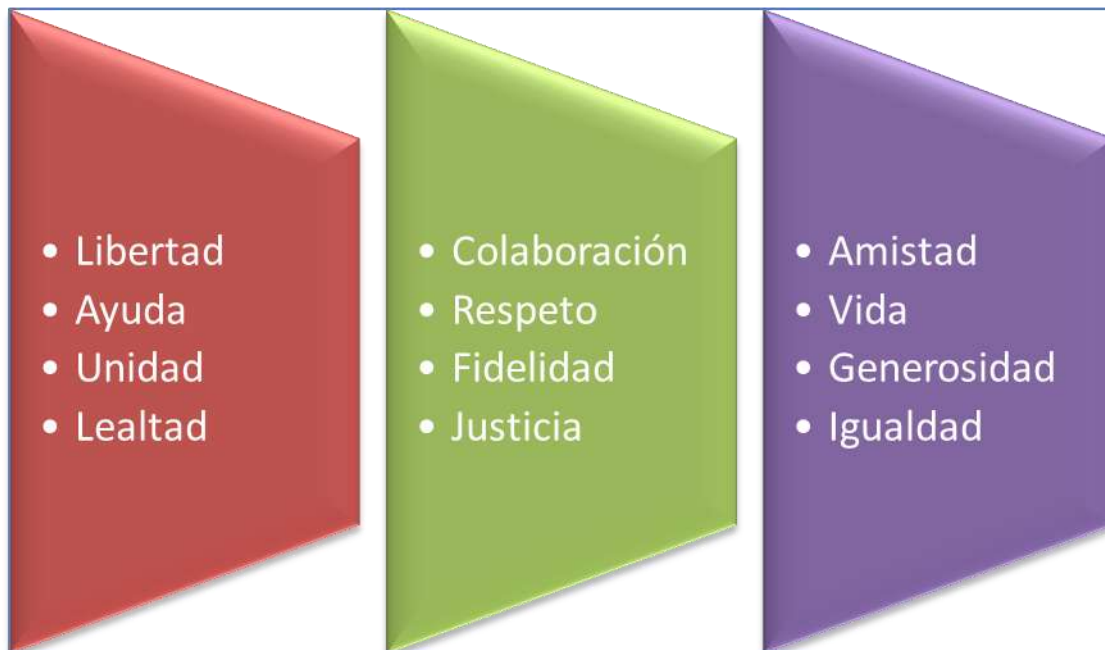 • Libertad
• Ayuda
• Unidad
• Lealtad
• Colaboración
• Respeto
• Fidelidad
• Justicia
• Amistad
• Vida
• Generosidad
• Igualdad